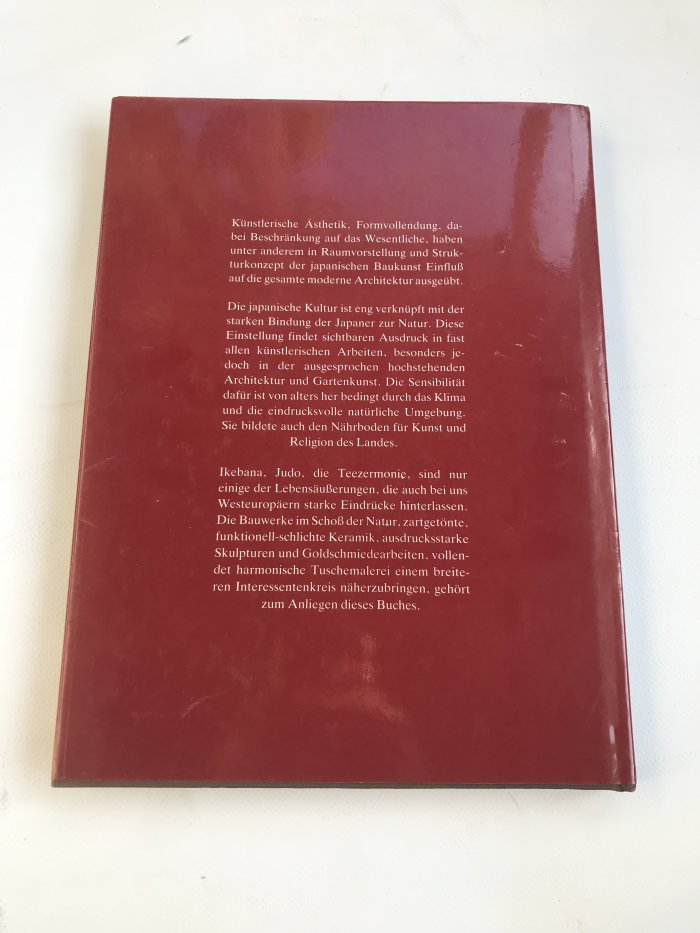 Künstlerische Ästhetik, Formvollendung, da-
bei Beschränkung auf das Wesentliche, haben
unter anderem in Raumvorstellung und Struk-
turkonzept der japanischen Baukunst Einfluß
auf die gesamte moderne Architektur ausgeübt.
Die japanische Kultur ist eng verknüpft mit der
starken Bindung der Japaner zur Natur. Diese
Einstellung findet sichtbaren Ausdruck in fast
allen künstlerischen Arbeiten, besonders je-
doch in der ausgesprochen hochstehenden
Architektur und Gartenkunst. Die Sensibilität
dafür ist von alters her bedingt durch das Klima
und die eindrucksvolle natürliche Umgebung.
Sie bildete auch den Nährboden für Kunst und
Religion des Landes.
Ikebana, Judo, die Teezermonie, sind nur
einige der Lebensäußerungen, die auch bei uns
Westeuropäern starke Eindrücke hinterlassen.
Die Bauwerke im Schoß der Natur, zartgetönte,
funktionell-schlichte Keramik, ausdrucksstarke
Skulpturen und Goldschmiedearbeiten, vollen-
det harmonische Tuschemalerei einem breite-
ren Interessentenkreis näherzubringen, gehört
zum Anliegen dieses Buches.